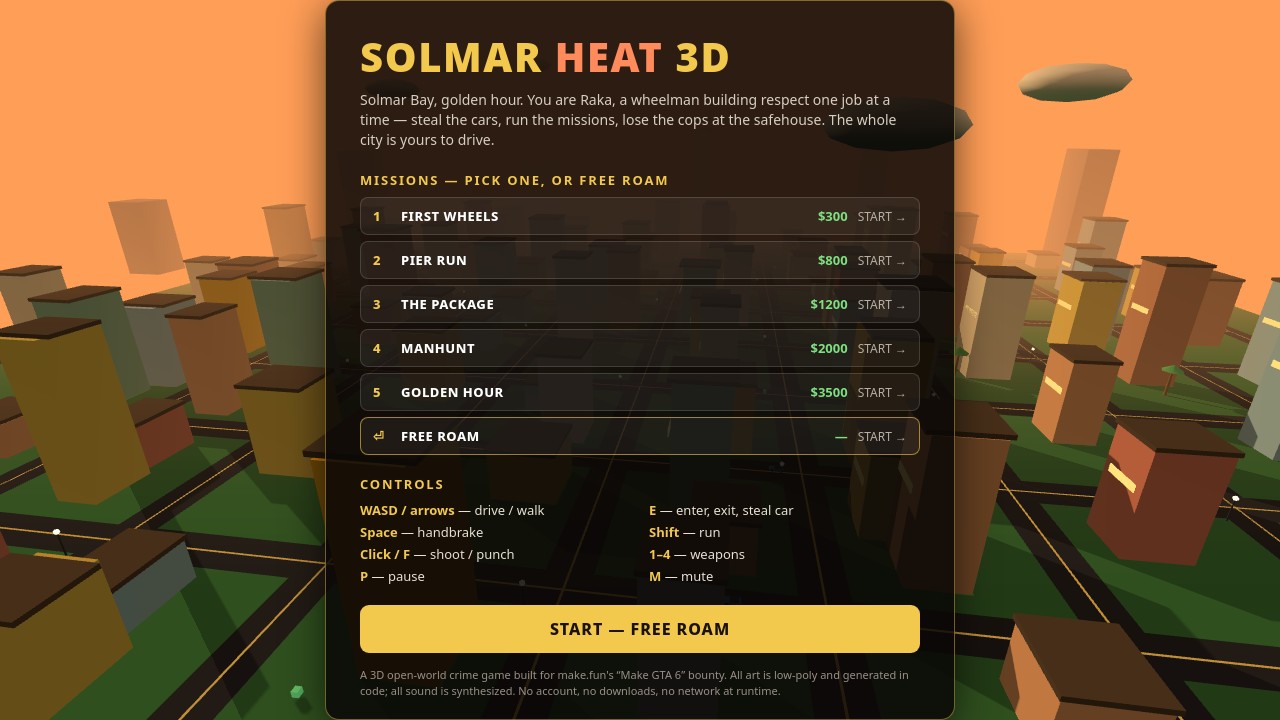 SOLMAR HEAT 3D
Solmar Bay, golden hour. You are Raka, a wheelman building respect one job at a
time — steal the cars, run the missions, lose the cops at the safehouse. The whole
city is yours to drive.
MISSIONS — PICK ONE, OR FREE ROAM
1 FIRST WHEELS $300 START →
2 PIER RUN $800 START →
3 THE PACKAGE $1200 START →
4 MANHUNT $2000 START →
5 GOLDEN HOUR $3500 START →
⏎ FREE ROAM — START →
CONTROLS
WASD / arrows — drive / walk E — enter, exit, steal car
Space — handbrake Shift — run
Click / F — shoot / punch 1–4 — weapons
P — pause M — mute
START — FREE ROAM
A 3D open-world crime game built for make.fun's "Make GTA 6" bounty. All art is low-poly and generated in
code; all sound is synthesized. No account, no downloads, no network at runtime.